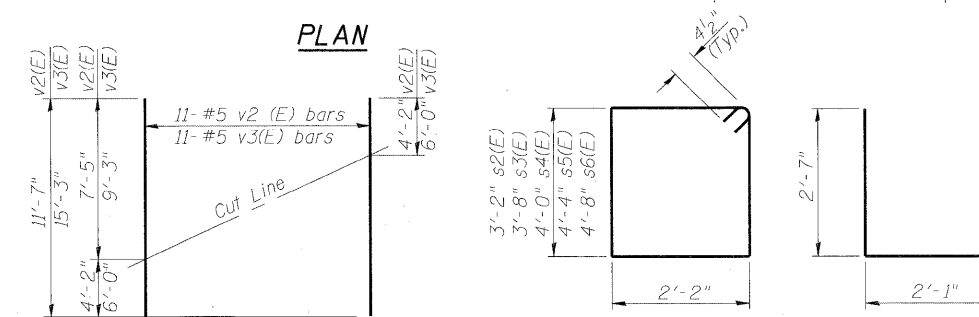 PLAN
v2(E)
v3(E)
v2(E)
v3(E)
11-#5 v2 (E) bars
11-#5 v3(E) bars
v2(E)
v3(E)
4'-2"
6'-0"
Cut Line
11'-7"
15'-3"
7'-5"
9'-3"
4'-2"
6'-0"
4½"
(Typ.)
3'-2" s2(E)
3'-8" s3(E)
4'-0" s4(E)
4'-4" s5(E)
4'-8" s6(E)
2'-2"
2'-7"
2'-1"